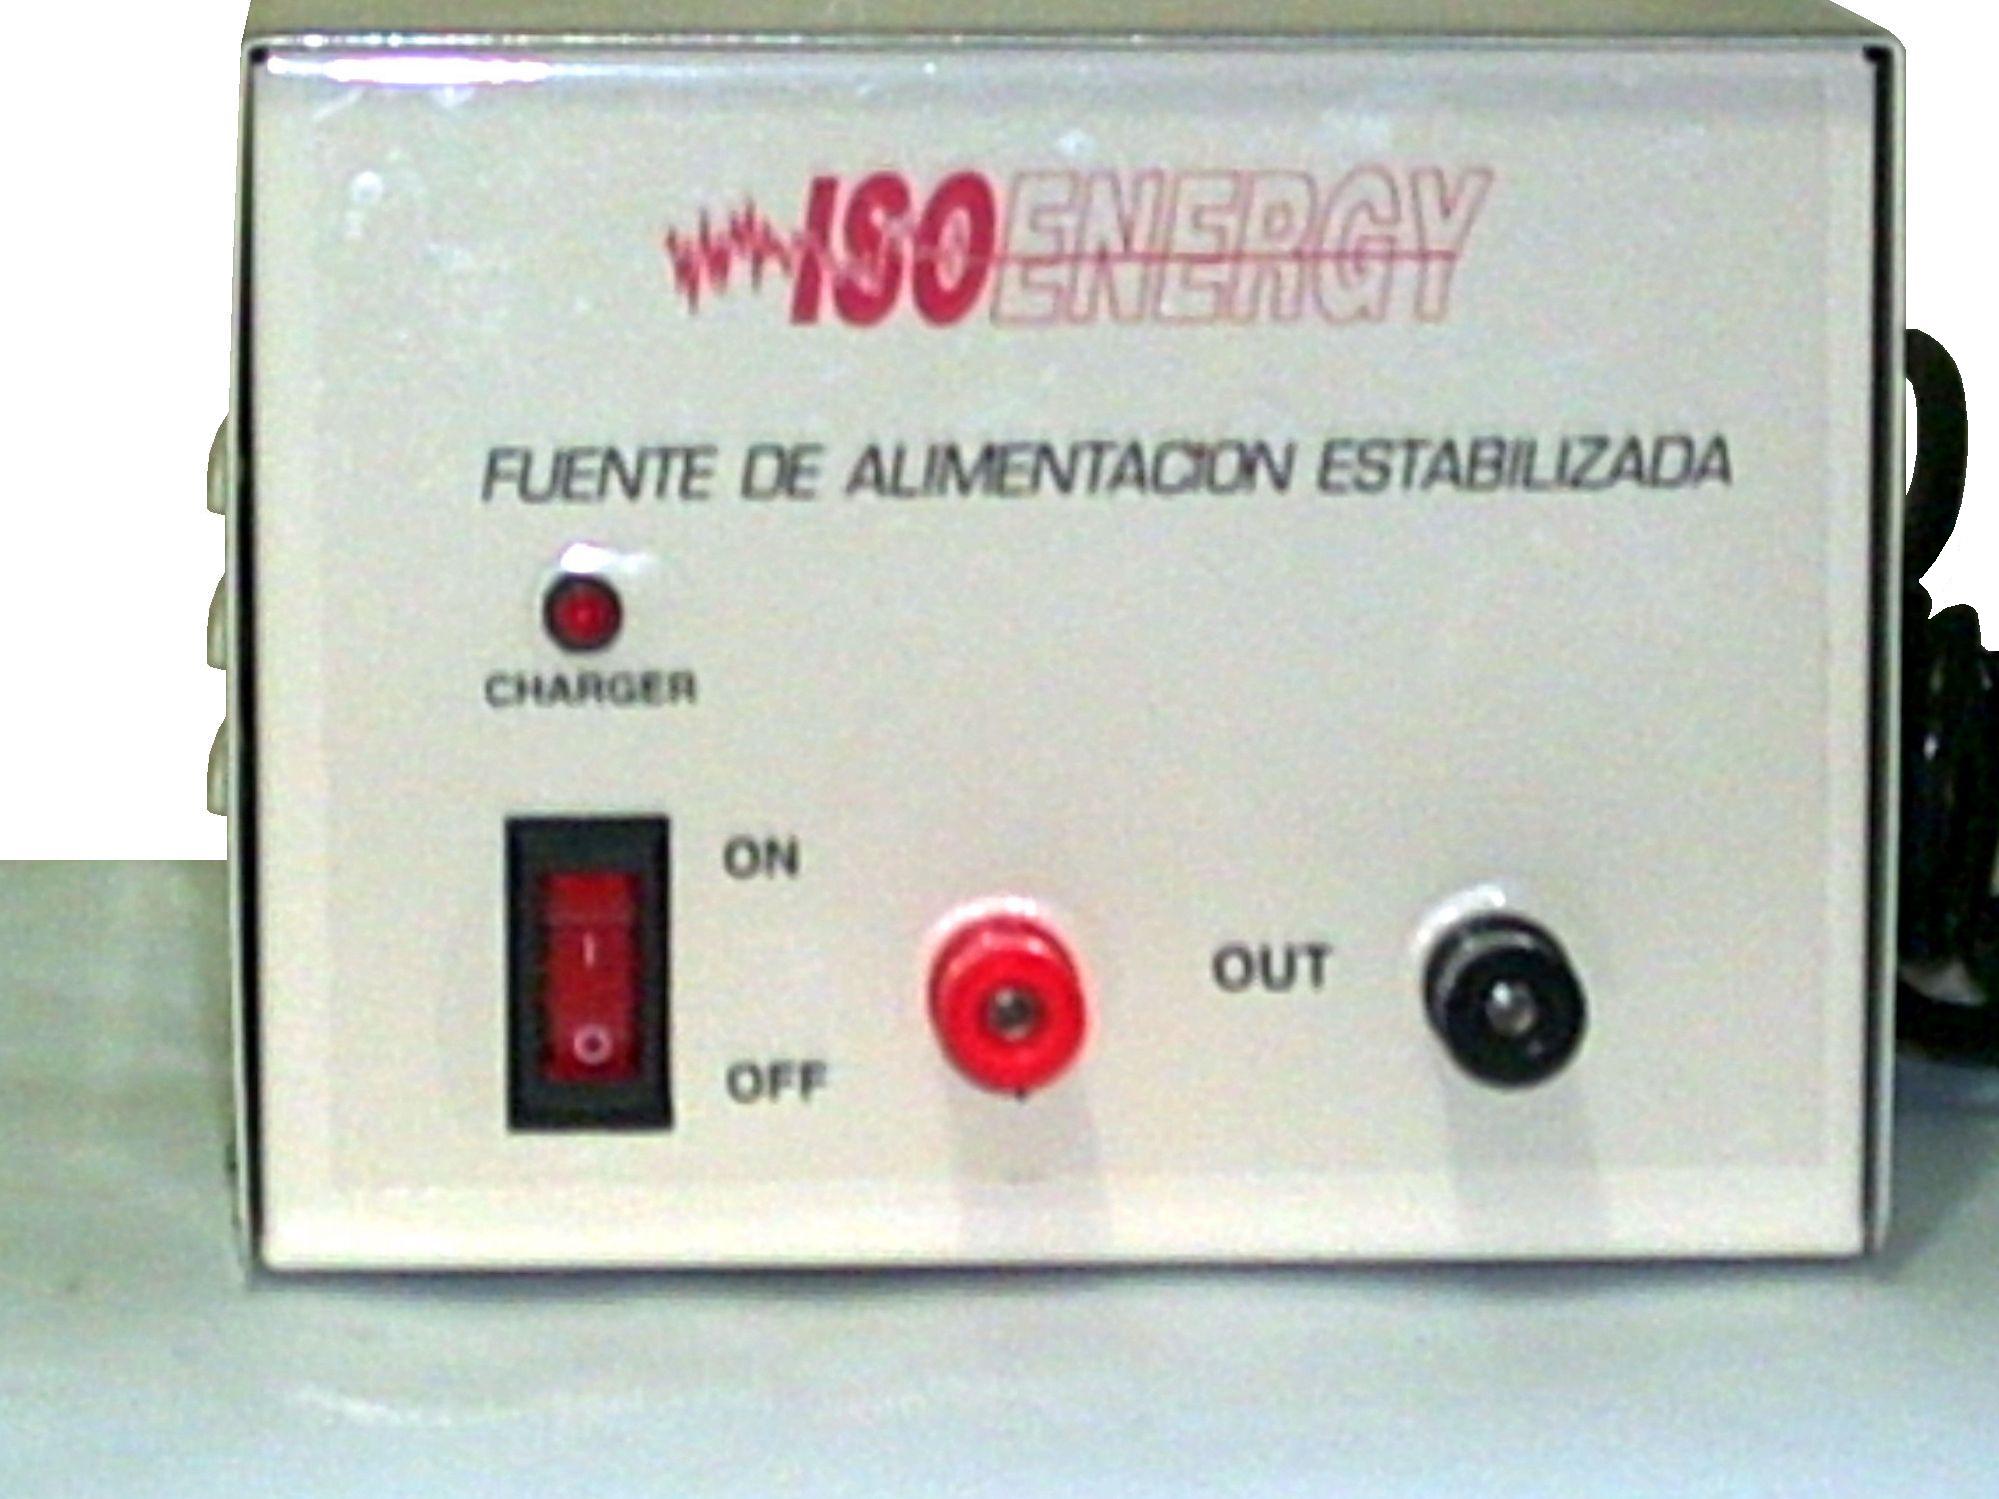 ISOENERGY
FUENTE DE ALIMENTACION ESTABILIZADA
CHARGER
ON
I
OUT
O
OFF